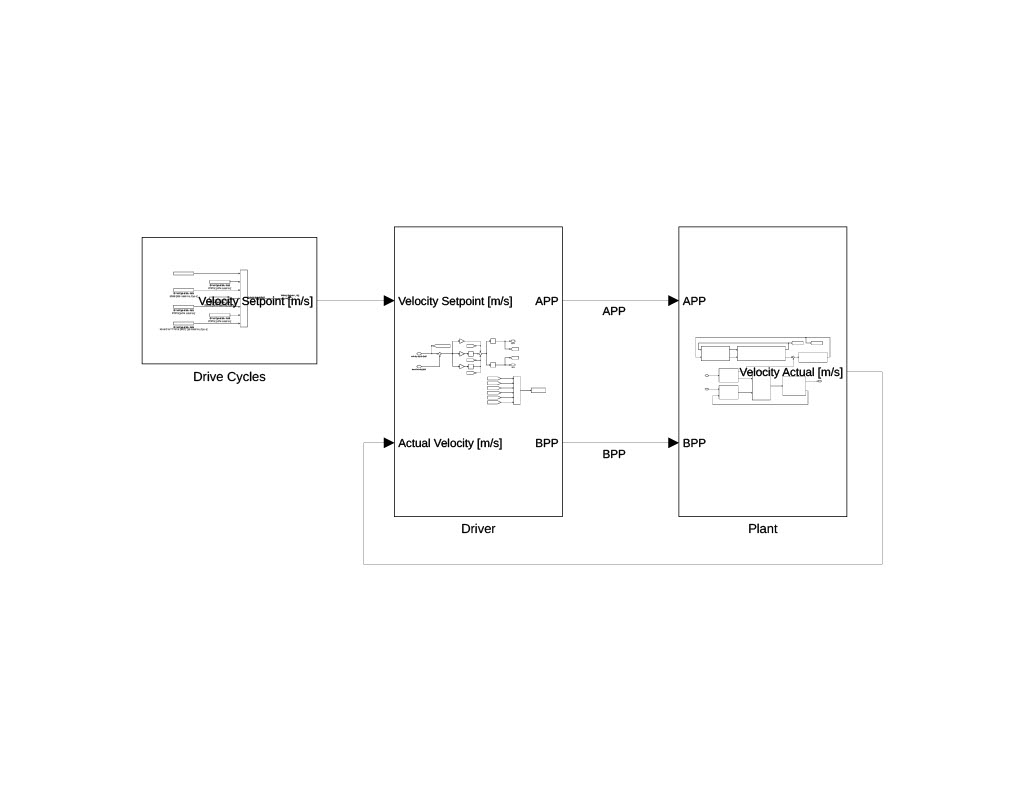 Velocity Setpoint [m/s]
Drive Cycles
Velocity Setpoint [m/s]
APP
Actual Velocity [m/s]
BPP
Driver
APP
BPP
APP
Velocity Actual [m/s]
BPP
Plant